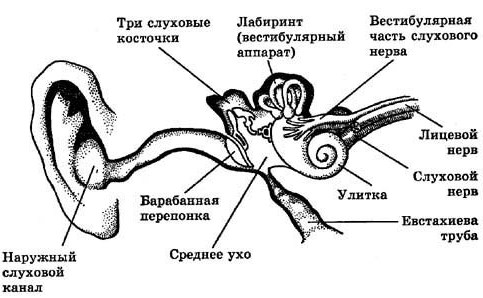 Три слуховые
косточки
Лабиринт
(вестибулярный
аппарат)
Вестибулярная
часть слухового
нерва
Лицевой
нерв
Слуховой
нерв
Улитка
Евстахиева
труба
Барабанная
перепонка
Среднее ухо
Наружный
слуховой
канал